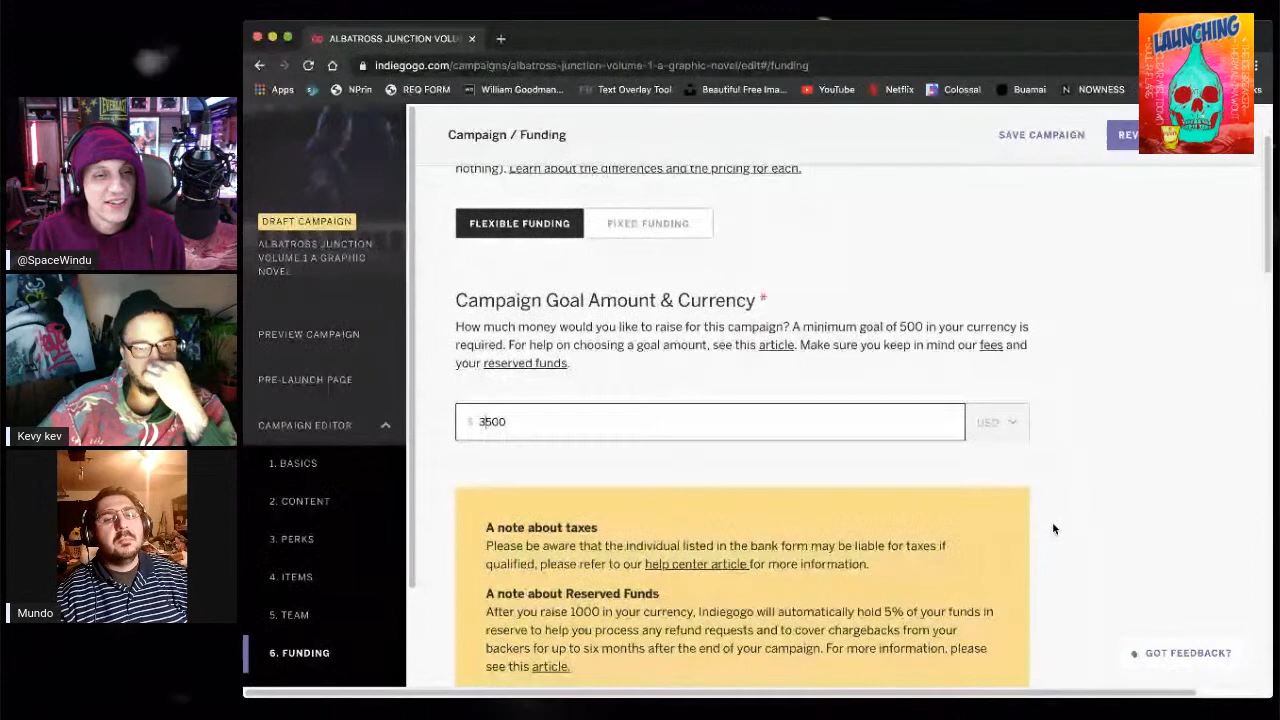 ALBATROSS JUNCTION VOLU
indiegogo.com/campaigns/albatross-junction-volume-1-a-graphic-novel/edit#/funding
Apps
NPrin
REQ FORM
William Goodman...
Text Overlay Tool
Beautiful Free Ima...
YouTube
Netflix
Colossal
Buamai
NOWNESS
ks
LAUNCHING
Campaign / Funding
SAVE CAMPAIGN
REV
nothing). Learn about the differences and the pricing for each.
DRAFT CAMPAIGN
ALBATROSS JUNCTION
VOLUME 1 A GRAPHIC
NOVEL
FLEXIBLE FUNDING
FIXED FUNDING
@SpaceWindu
Campaign Goal Amount & Currency *
How much money would you like to raise for this campaign? A minimum goal of 500 in your currency is
required. For help on choosing a goal amount, see this article. Make sure you keep in mind our fees and
your reserved funds.
PREVIEW CAMPAIGN
PRE-LAUNCH PAGE
CAMPAIGN EDITOR
$ 3500
USD
Kevy kev
1. BASICS
2. CONTENT
3. PERKS
4. ITEMS
5. TEAM
6. FUNDING
A note about taxes
Please be aware that the individual listed in the bank form may be liable for taxes if
qualified, please refer to our help center article for more information.
A note about Reserved Funds
After you raise 1000 in your currency, Indiegogo will automatically hold 5% of your funds in
reserve to help you process any refund requests and to cover chargebacks from your
backers for up to six months after the end of your campaign. For more information, please
see this article.
Mundo
GOT FEEDBACK?